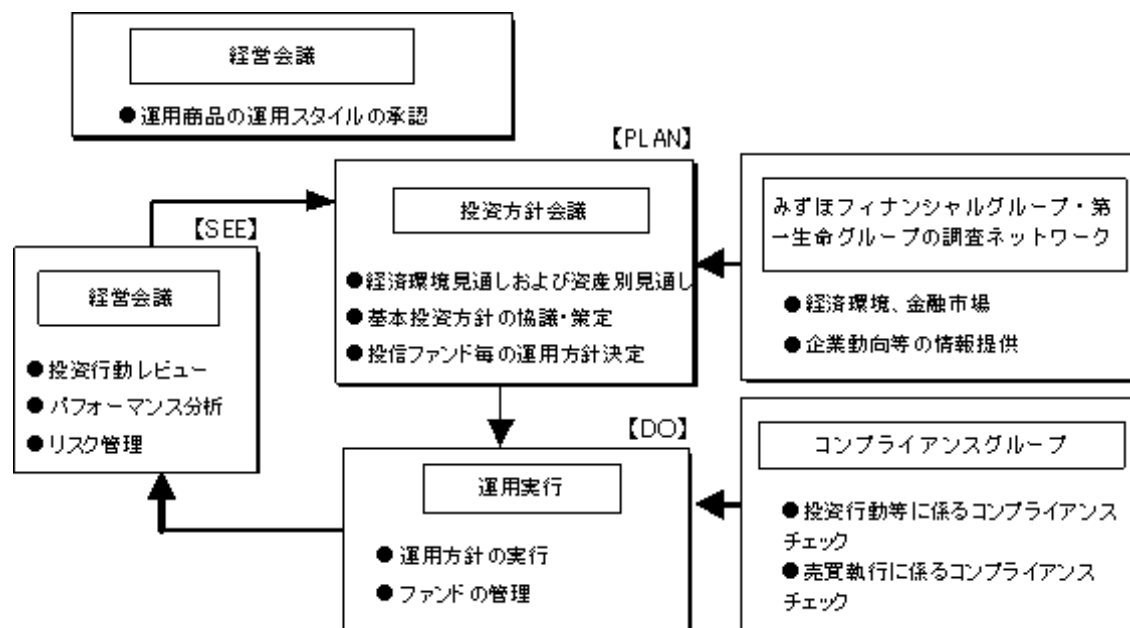 経営会議
●運用商品の運用スタイルの承認
【PLAN】
投資方針会議
●経済環境見通しおよび資産別見通し
●基本投資方針の協議・策定
●投信ファンド毎の運用方針決定
みずほフィナンシャルグループ・第
一生命グループの調査ネットワーク
●経済環境、金融市場
●企業動向等の情報提供
【SEE】
経営会議
●投資行動レビュー
●パフォーマンス分析
●リスク管理
【DO】
運用実行
●運用方針の実行
●ファンドの管理
コンプライアンスグループ
●投資行動等に係るコンプライアンス
チェック
●売買執行に係るコンプライアンス
チェック